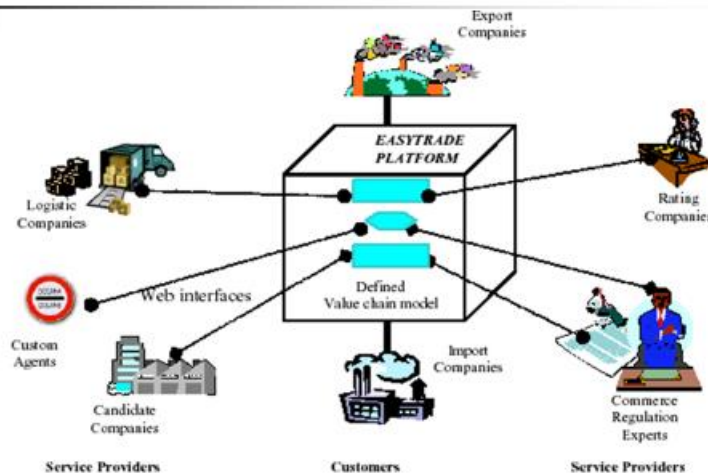 Export
Companies
EASYTRADE
PLATFORM
Logistic
Companies
Rating
Companies
Web interfaces
Defined
Value chain model
Custom
Agents
Import
Companies
Candidate
Companies
Commerce
Regulation
Experts
Service Providers
Customers
Service Providers